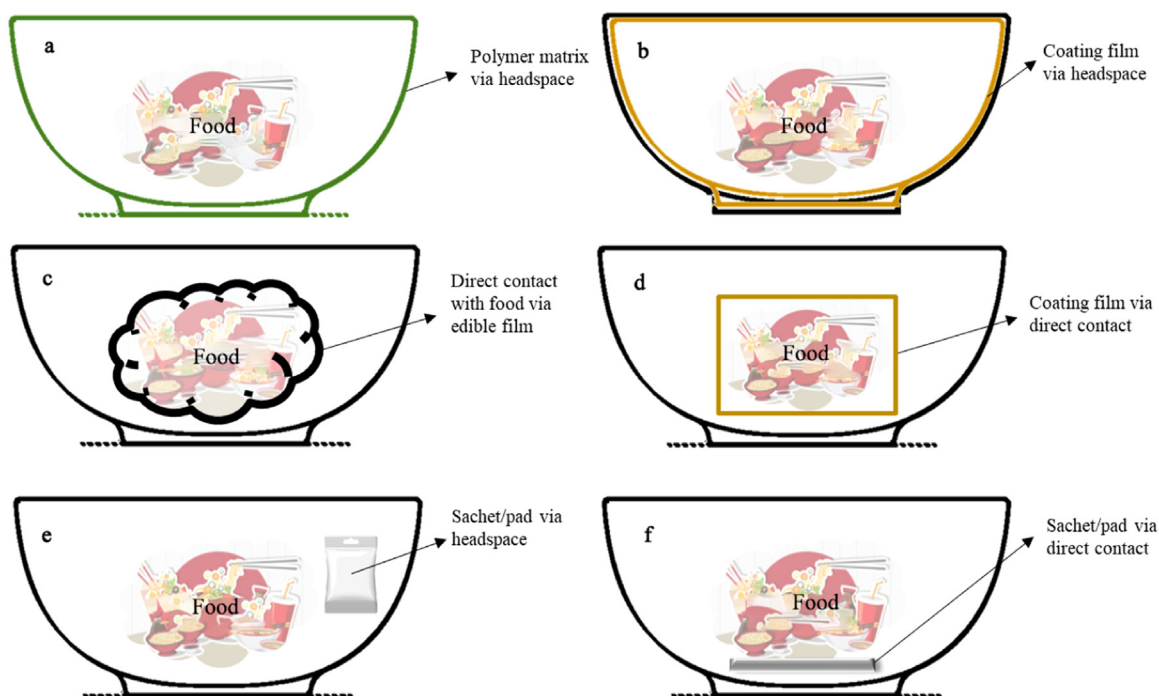 a
Food
Polymer matrix
via headspace
b
Food
Coating film
via headspace
c
Food
Direct contact
with food via
edible film
d
Food
Coating film via
direct contact
e
Food
Sachet/pad via
headspace
f
Food
Sachet/pad via
direct contact